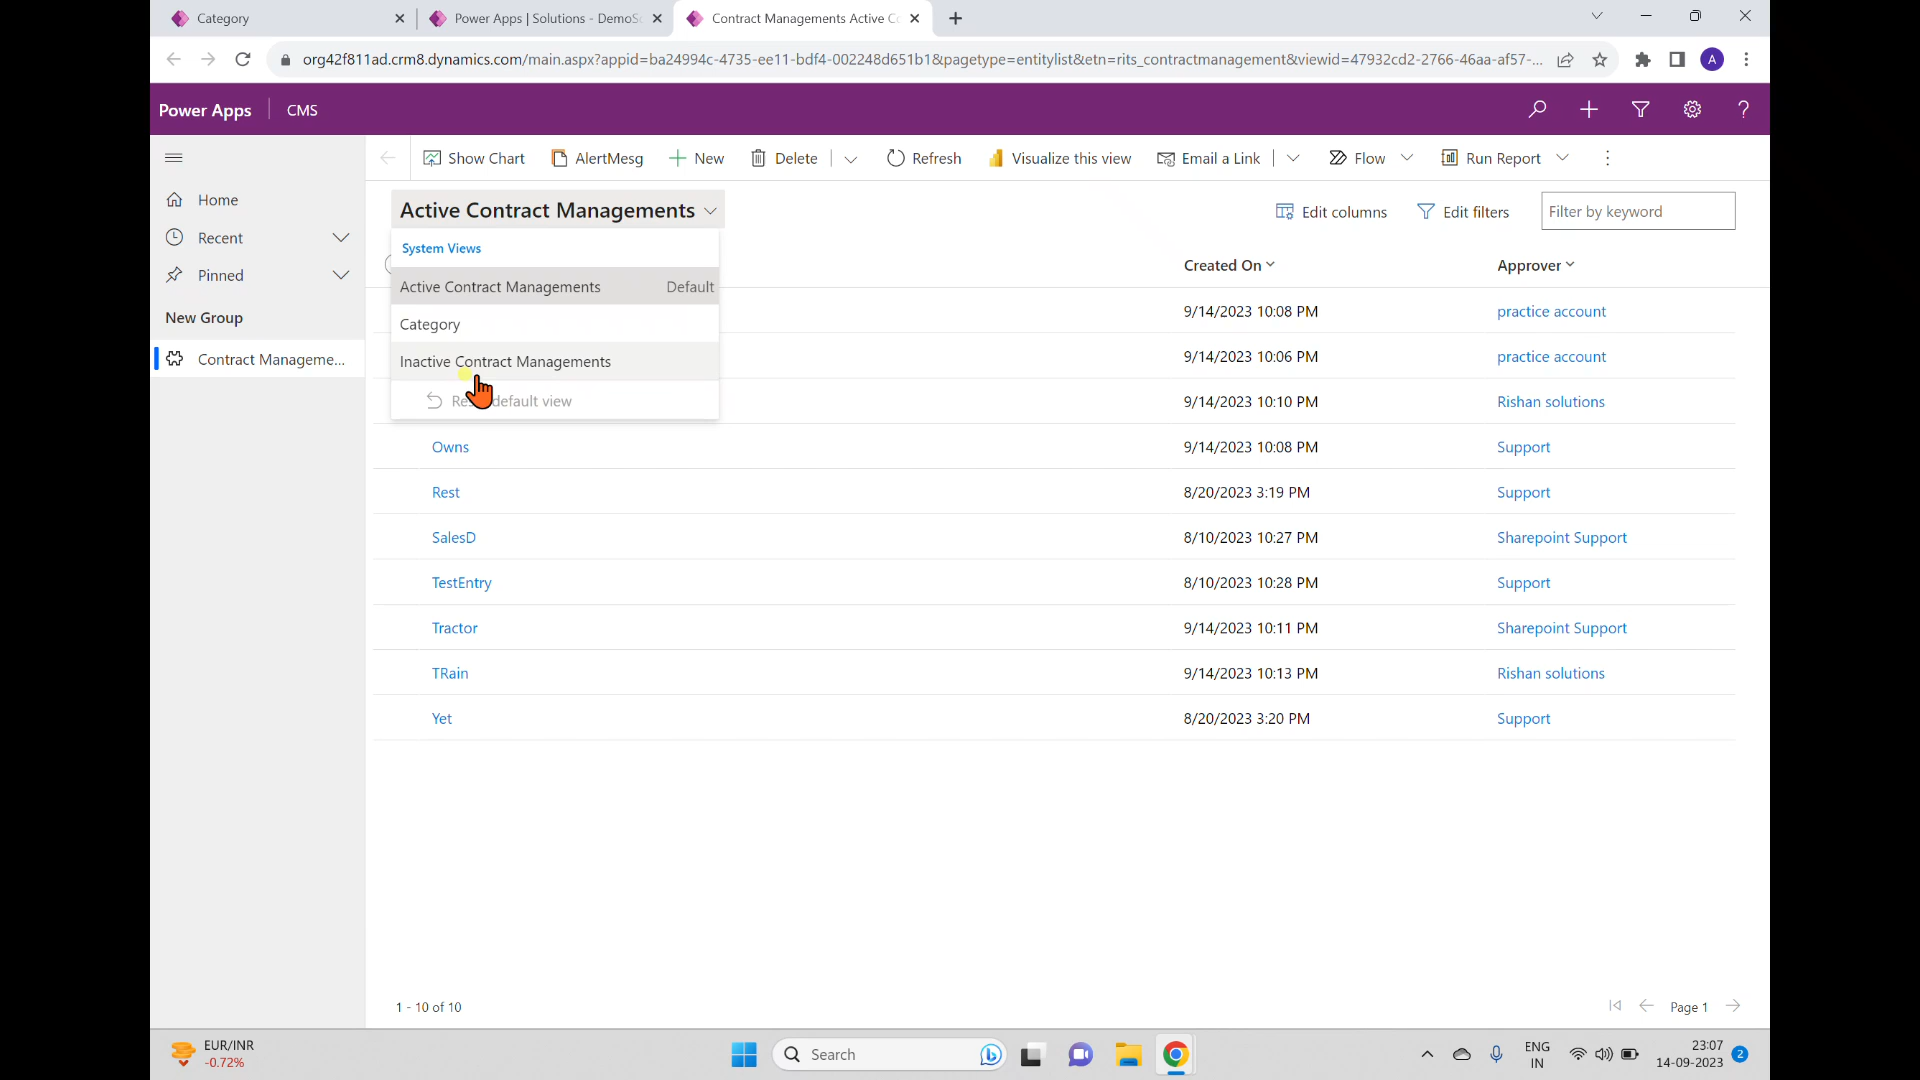 Category
Power Apps | Solutions - DemoSo
Contract Managements Active Co
org42f811ad.crm8.dynamics.com/main.aspx?appid=ba24994c-4735-ee11-bdf4-002248d651b1&pagetype=entitylist&etn=rits_contractmanagement&viewid=47932cd2-2766-46aa-af57-...
A
Power Apps
CMS
Show Chart
AlertMesg
New
Delete
Refresh
Visualize this view
Email a Link
Flow
Run Report
Home
Recent
Pinned
New Group
Contract Manageme...
Active Contract Managements
Edit columns
Edit filters
Filter by keyword
System Views
Active Contract Managements Default
Category
Inactive Contract Managements
default view
Created On
Approver
9/14/2023 10:08 PM practice account
9/14/2023 10:06 PM practice account
9/14/2023 10:10 PM Rishan solutions
Owns 9/14/2023 10:08 PM Support
Rest 8/20/2023 3:19 PM Support
SalesD 8/10/2023 10:27 PM Sharepoint Support
TestEntry 8/10/2023 10:28 PM Support
Tractor 9/14/2023 10:11 PM Sharepoint Support
TRain 9/14/2023 10:13 PM Rishan solutions
Yet 8/20/2023 3:20 PM Support
1 - 10 of 10
Page 1
EUR/INR
-0.72%
Search
ENG
IN
23:07
14-09-2023
2